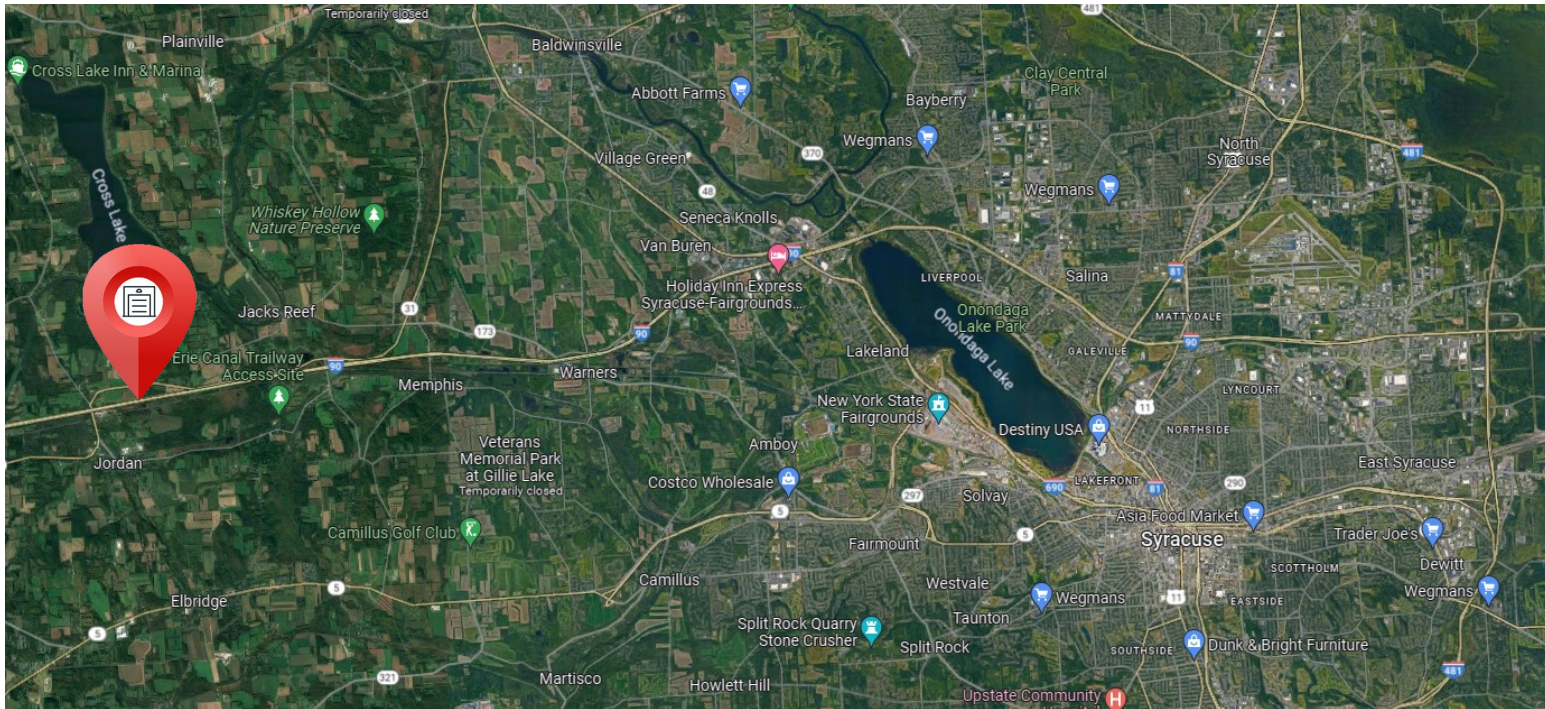 Temporarily closed
481
Plainville
Baldwinsville
Cross Lake Inn & Marina
Clay Central
Park
Abbott Farms
Bayberry
Wegmans
North
Syracuse
370
481
Village Green
Cross Lake
48
Wegmans
Whiskey Hollow
Nature Preserve
Seneca Knolls
Van Buren
90
Holiday Inn Express
Syracuse-Fairgrounds...
LIVERPOOL
Salina
81
Jacks Reef
31
Onondaga
Lake Park
MATTYDALE
173
90
90
Onondaga Lake
Erie Canal Trailway
Access Site
90
Lakeland
GALEVILLE
Memphis
Warners
LYNCOURT
New York State
Fairgrounds
11
Destiny USA
NORTHSIDE
Veterans
Memorial Park
at Gillie Lake
Temporarily closed
Amboy
Jordan
East Syracuse
Costco Wholesale
LAKEFRONT
690
81
290
297
Solvay
5
Asia Food Market
Camillus Golf Club
5
Syracuse
Trader Joe's
Fairmount
Dewitt
SCOTTHOLM
Camillus
Westvale
5
Wegmans
Wegmans
Elbridge
11
EASTSIDE
Taunton
5
Split Rock Quarry
Stone Crusher
Split Rock
SOUTHSIDE
Dunk & Bright Furniture
481
321
Martisco
Howlett Hill
Upstate Community
H